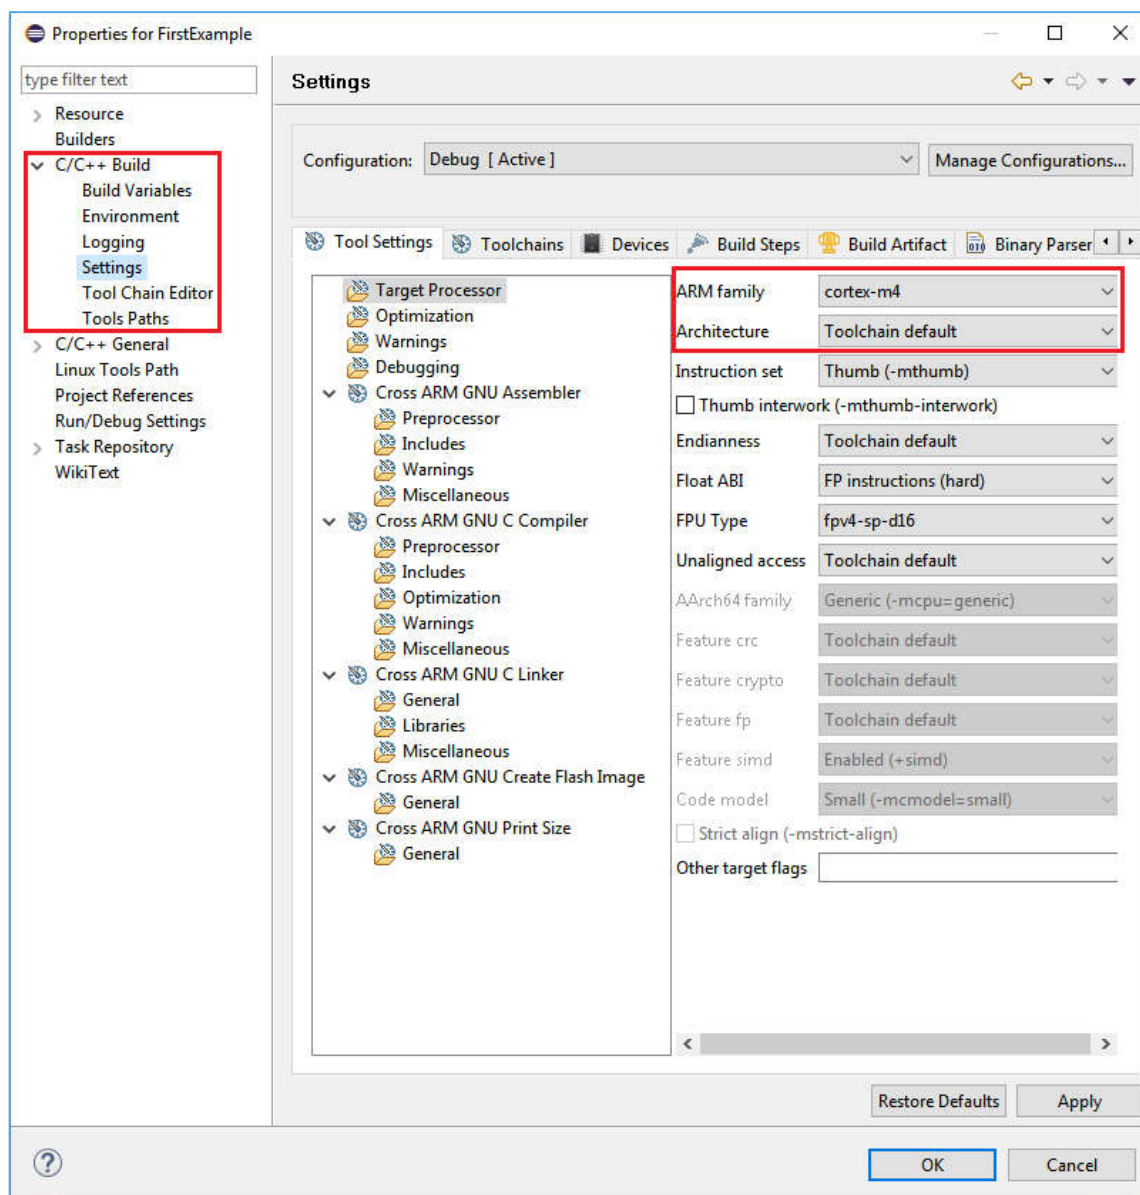 Properties for FirstExample
type filter text
Resource
Builders
C/C++ Build
Build Variables
Environment
Logging
Settings
Tool Chain Editor
Tools Paths
C/C++ General
Linux Tools Path
Project References
Run/Debug Settings
Task Repository
WikiText
Settings
Configuration: Debug [ Active ] Manage Configurations...
Tool Settings Toolchains Devices Build Steps Build Artifact Binary Parser
Target Processor
Optimization
Warnings
Debugging
Cross ARM GNU Assembler
Preprocessor
Includes
Warnings
Miscellaneous
Cross ARM GNU C Compiler
Preprocessor
Includes
Optimization
Warnings
Miscellaneous
Cross ARM GNU C Linker
General
Libraries
Miscellaneous
Cross ARM GNU Create Flash Image
General
Cross ARM GNU Print Size
General
ARM family cortex-m4
Architecture Toolchain default
Instruction set Thumb (-mthumb)
Thumb interwork (-mthumb-interwork)
Endianness Toolchain default
Float ABI FP instructions (hard)
FPU Type fpv4-sp-d16
Unaligned access Toolchain default
AArch64 family Generic (-mcpu=generic)
Feature crc Toolchain default
Feature crypto Toolchain default
Feature fp Toolchain default
Feature simd Enabled (+simd)
Code model Small (-mcmodel=small)
Strict align (-mstrict-align)
Other target flags
Restore Defaults Apply
OK Cancel